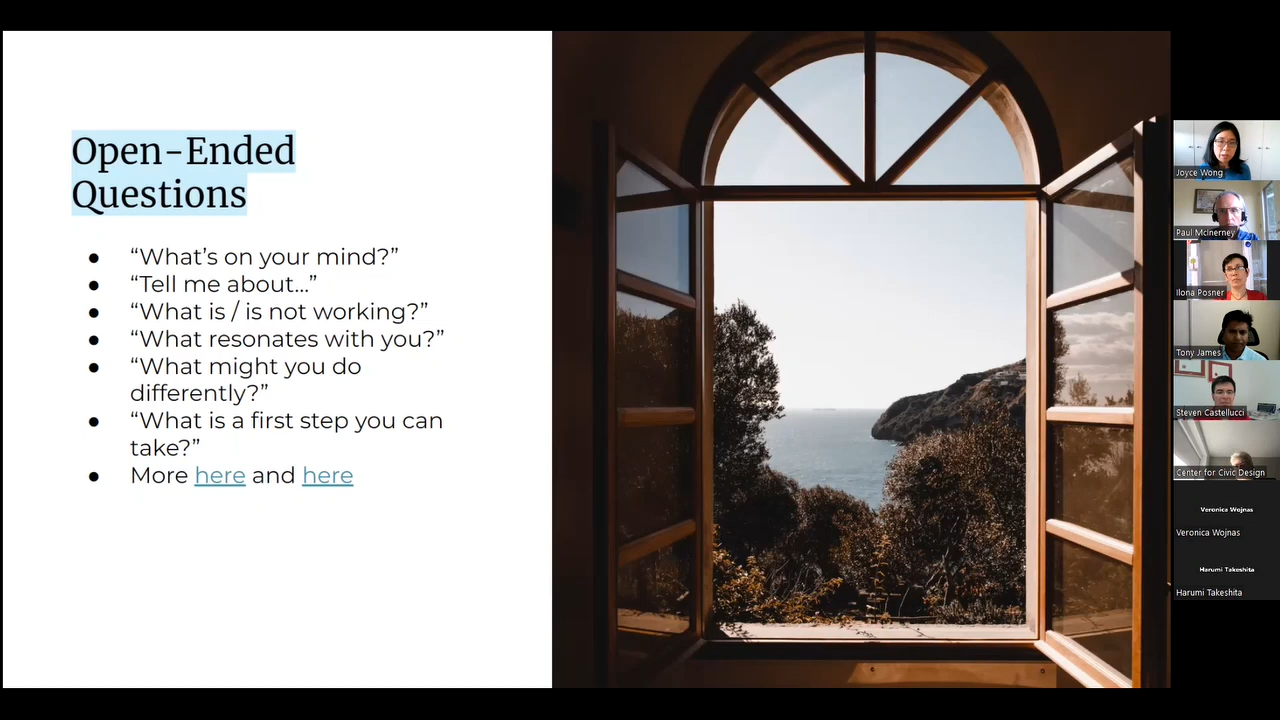 Open-Ended
Questions
● “What’s on your mind?”
● “Tell me about…”
● “What is / is not working?”
● “What resonates with you?”
● “What might you do
differently?”
● “What is a first step you can
take?”
● More here and here
Joyce Wong
Paul McInerney
Ilona Posner
Tony James
Steven Castellucci
Center for Civic Design
Veronica Wojnas
Veronica Wojnas
Harumi Takeshita
Harumi Takeshita